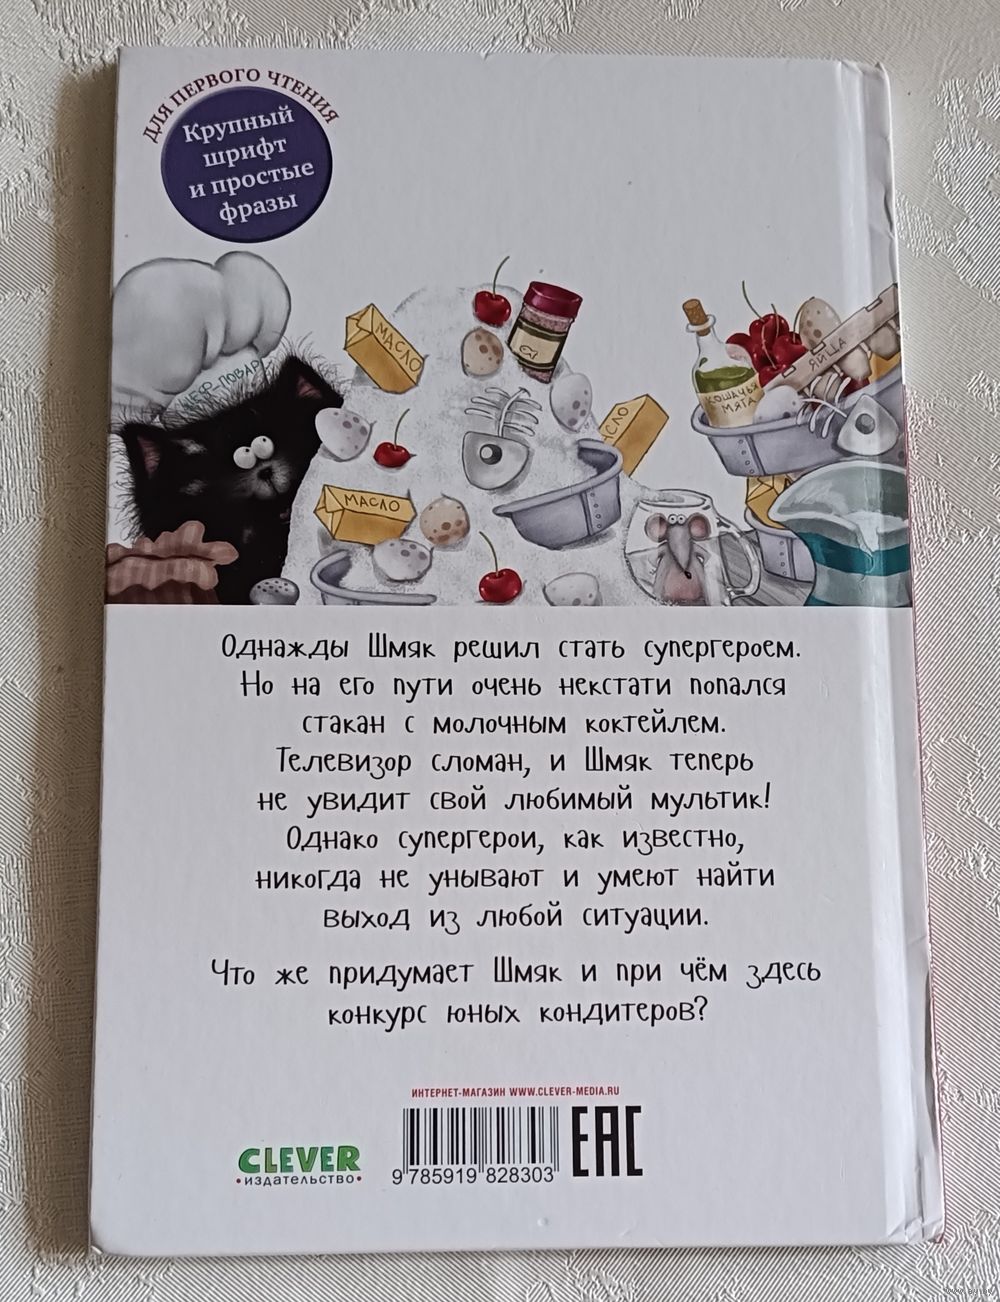 ДЛЯ ПЕРВОГО ЧТЕНИЯ
Крупный
шрифт
и простые
фразы
ШЕФ-ПОВАР
МАСЛО
МАСЛО
МАСЛО
КОШАЧЬЯ
МЯТА
ЯЙЦА
Однажды Шмяк решил стать супергероем.
Но на его пути очень некстати попался
стакан с молочным коктейлем.
Телевизор сломан, и Шмяк теперь
не увидит свой любимый мультик!
Однако супергерои, как известно,
никогда не унывают и умеют найти
выход из любой ситуации.
Что же придумает Шмяк и при чём здесь
конкурс юных кондитеров?
ИНТЕРНЕТ-МАГАЗИН WWW.CLEVER-MEDIA.RU
CLEVER
•ИЗДАТЕЛЬСТВО•
9 785919 828303
EAC